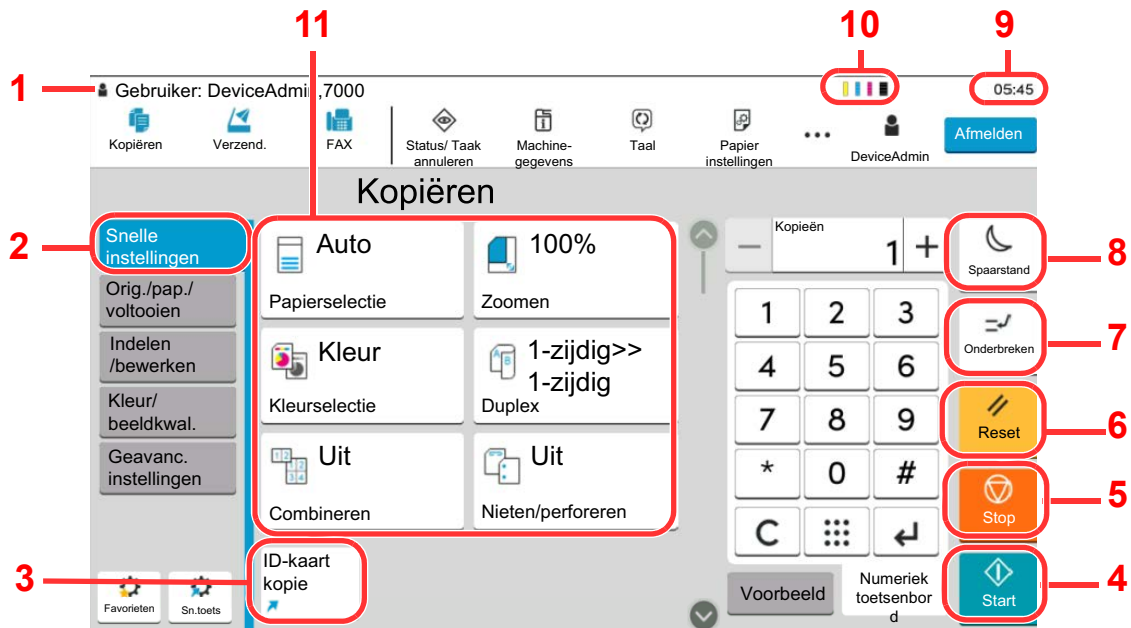 11
10
9
1
Gebruiker: DeviceAdmin,7000
05:45
Kopiëren
Verzend.
FAX
Status/ Taak
annuleren
Machine-
gegevens
Taal
Papier
instellingen
DeviceAdmin
Afmelden
Kopiëren
2
Snelle
instellingen
Orig./pap./
voltooien
Indelen
/bewerken
Kleur/
beeldkwal.
Geavanc.
instellingen
Auto
Papierselectie
100%
Zoomen
Kleur
Kleurselectie
1-zijdig>>
1-zijdig
Duplex
Uit
Combineren
Uit
Nieten/perforeren
3
ID-kaart
kopie
Favorieten
Sn.toets
Kopieën
— 1 +
1 2 3
4 5 6
7 8 9
* 0 #
C
Voorbeeld
Numeriek
toetsenbor
d
Spaarstand
8
Onderbreken
7
Reset
6
Stop
5
Start
4